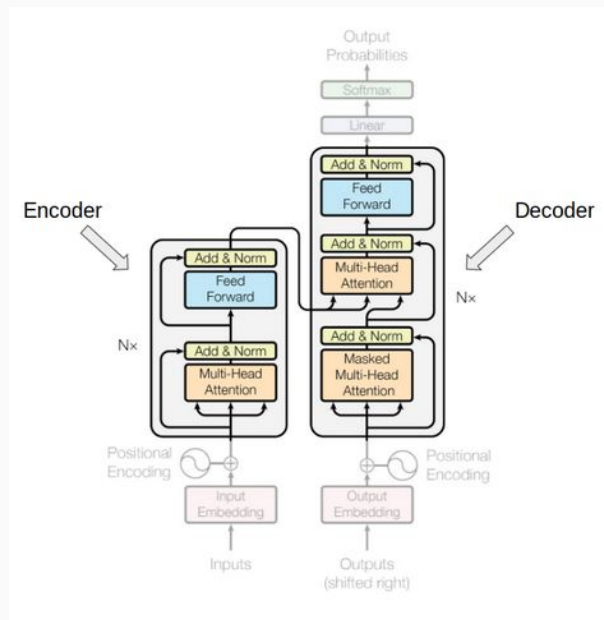 Output
Probabilities
Softmax
Linear
Add & Norm
Feed
Forward
Add & Norm
Multi-Head
Attention
Add & Norm
Masked
Multi-Head
Attention
Decoder
Nx
Encoder
Add & Norm
Feed
Forward
Add & Norm
Multi-Head
Attention
Nx
Positional
Encoding
Input
Embedding
Inputs
Positional
Encoding
Output
Embedding
Outputs
(shifted right)